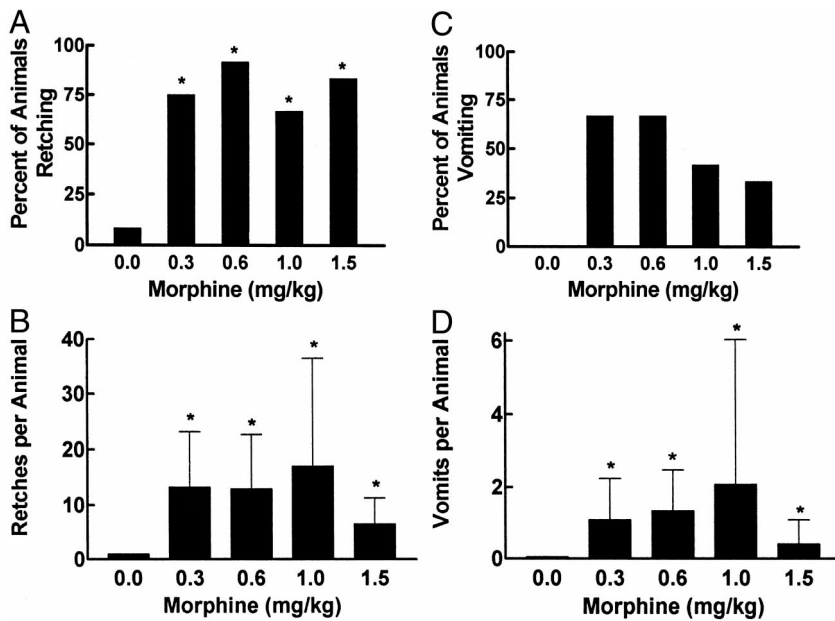 A
Percent of Animals
Retching
100
75
50
25
0
*
*
*
*
0.0 0.3 0.6 1.0 1.5
Morphine (mg/kg)
B
Retches per Animal
40
30
20
10
0
*
*
*
*
0.0 0.3 0.6 1.0 1.5
Morphine (mg/kg)
C
Percent of Animals
Vomiting
100
75
50
25
0
0.0 0.3 0.6 1.0 1.5
Morphine (mg/kg)
D
Vomits per Animal
6
4
2
0
*
*
*
*
0.0 0.3 0.6 1.0 1.5
Morphine (mg/kg)